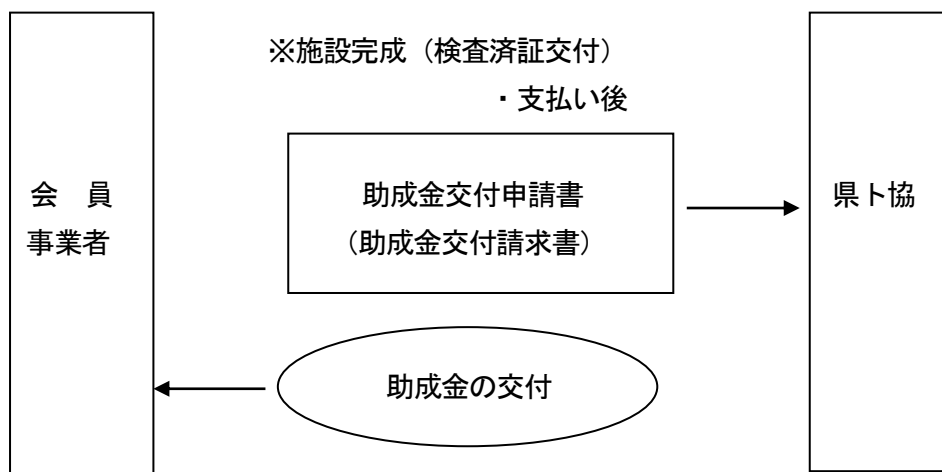 ※施設完成（検査済証交付）
・支払い後
会　員
事業者
助成金交付申請書
（助成金交付請求書）
県ト協
助成金の交付